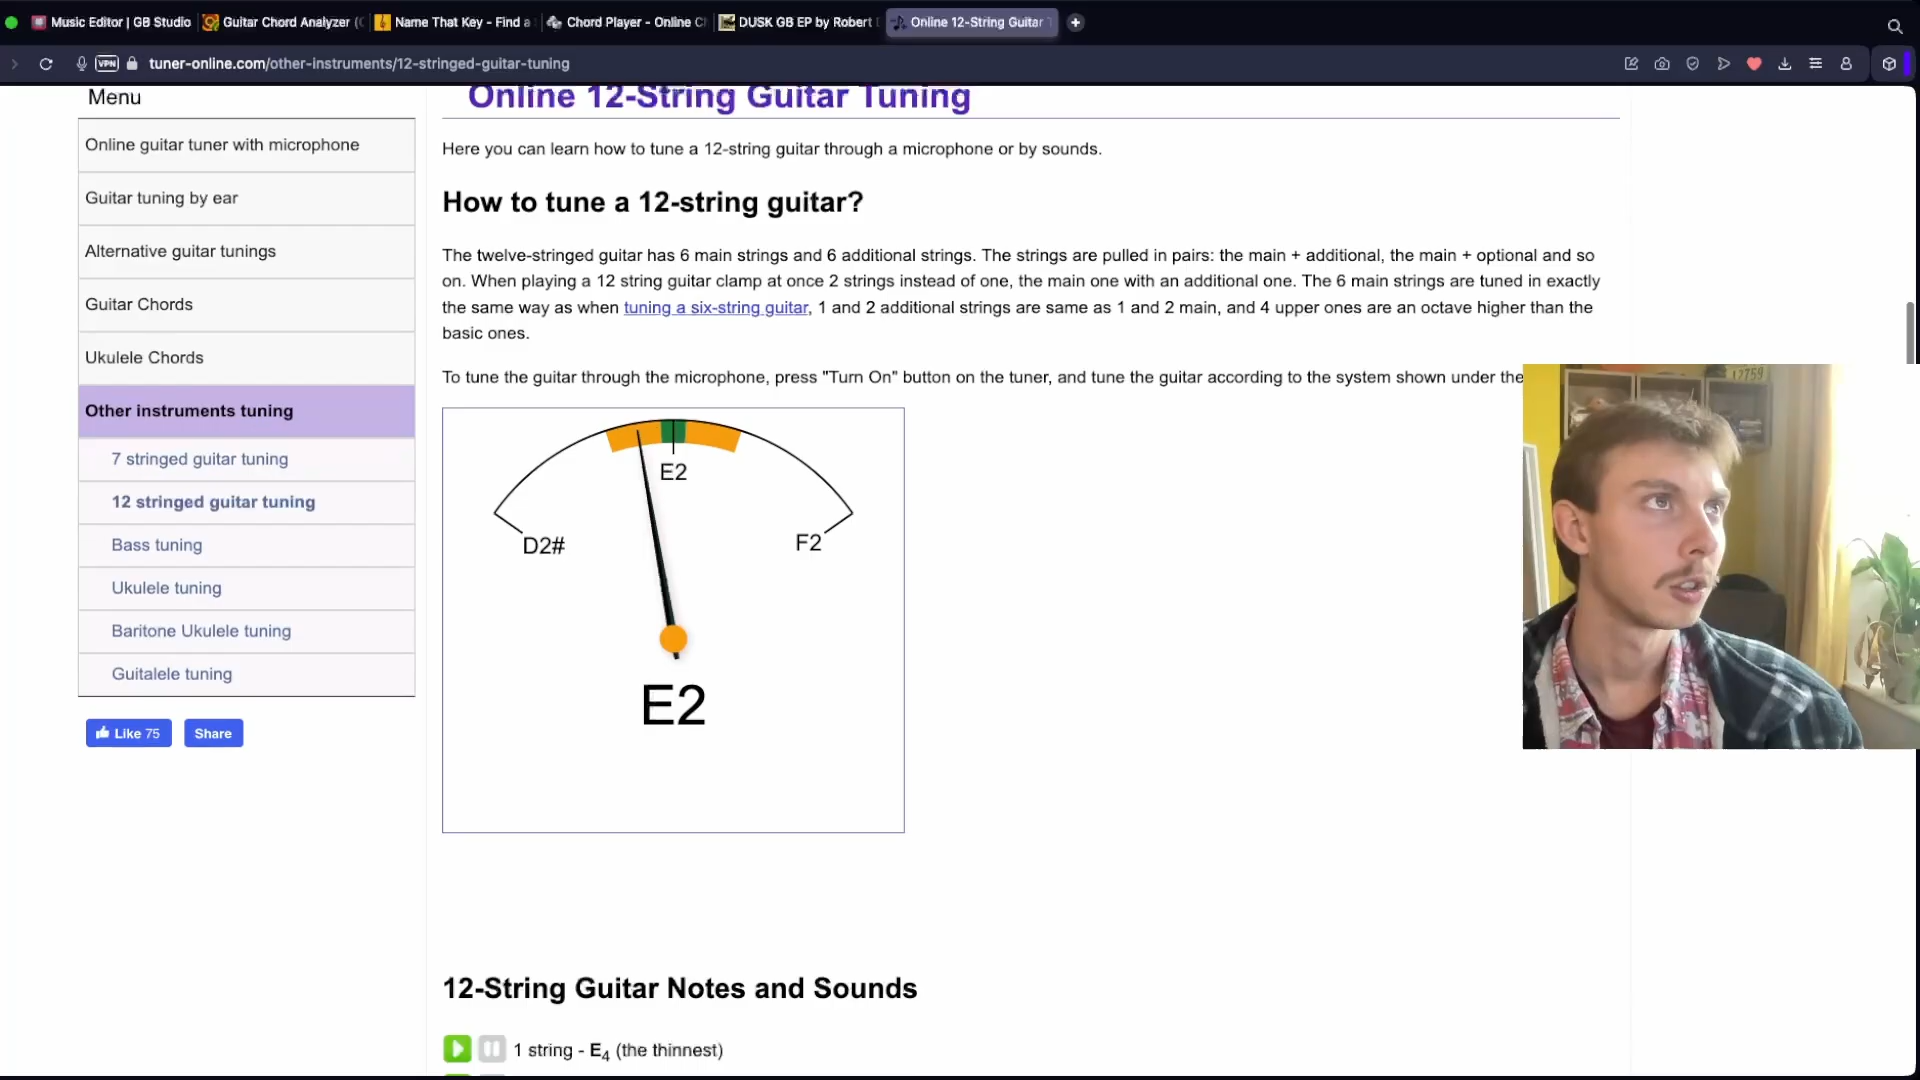 Music Editor | GB Studio
Guitar Chord Analyzer (
Name That Key - Find a
Chord Player - Online C
DUSK GB EP by Robert
Online 12-String Guitar
VPN
tuner-online.com/other-instruments/12-stringed-guitar-tuning
Menu
Online guitar tuner with microphone
Guitar tuning by ear
Alternative guitar tunings
Guitar Chords
Ukulele Chords
Other instruments tuning
7 stringed guitar tuning
12 stringed guitar tuning
Bass tuning
Ukulele tuning
Baritone Ukulele tuning
Guitalele tuning
Like 75
Share
Online 12-String Guitar Tuning
Here you can learn how to tune a 12-string guitar through a microphone or by sounds.
How to tune a 12-string guitar?
The twelve-stringed guitar has 6 main strings and 6 additional strings. The strings are pulled in pairs: the main + additional, the main + optional and so
on. When playing a 12 string guitar clamp at once 2 strings instead of one, the main one with an additional one. The 6 main strings are tuned in exactly
the same way as when tuning a six-string guitar, 1 and 2 additional strings are same as 1 and 2 main, and 4 upper ones are an octave higher than the
basic ones.
To tune the guitar through the microphone, press "Turn On" button on the tuner, and tune the guitar according to the system shown under the
E2
D2#
F2
E2
12759
12-String Guitar Notes and Sounds
1 string - E4 (the thinnest)